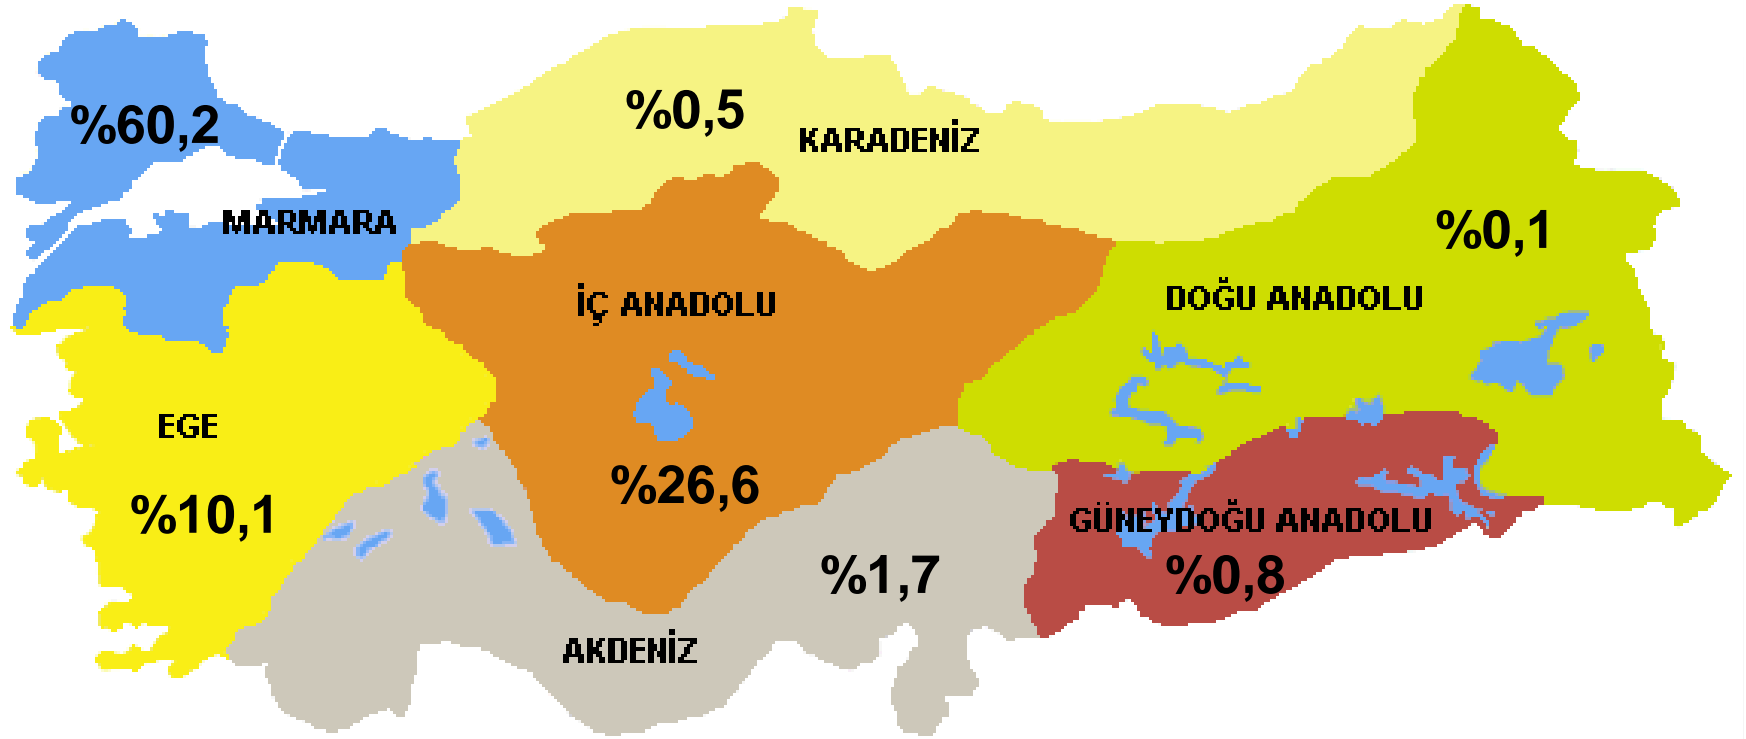 %60,2
MARMARA
%0,5
KARADENİZ
%0,1
DOĞU ANADOLU
İÇ ANADOLU
%26,6
EGE
%10,1
GÜNEYDOĞU ANADOLU
%0,8
%1,7
AKDENİZ